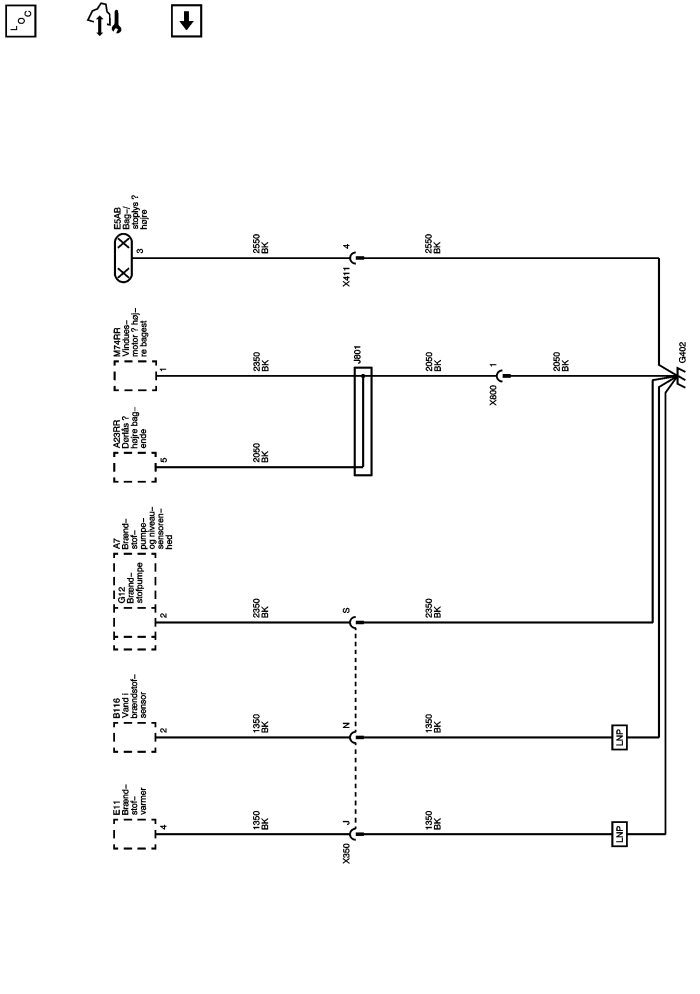 LOC
E11
Brænd–
stof–
varmer
4
1350
BK
J
X350
1350
BK
LNP
B116
Vand i
brændstof–
sensor
2
1350
BK
N
1350
BK
LNP
A7
Brænd–
stof–
pumpe–
og niveau–
sensoren–
hed
G12
Brænd–
stofpumpe
2
2350
BK
S
2350
BK
A23RR
Dørlås ?
højre bag–
ende
5
2050
BK
M74RR
Vindues–
motor ? høj–
re bagest
1
2350
BK
J801
2050
BK
1
X800
2050
BK
E5AB
Bag–/
stoplys ?
højre
3
2550
BK
4
X411
2550
BK
G402